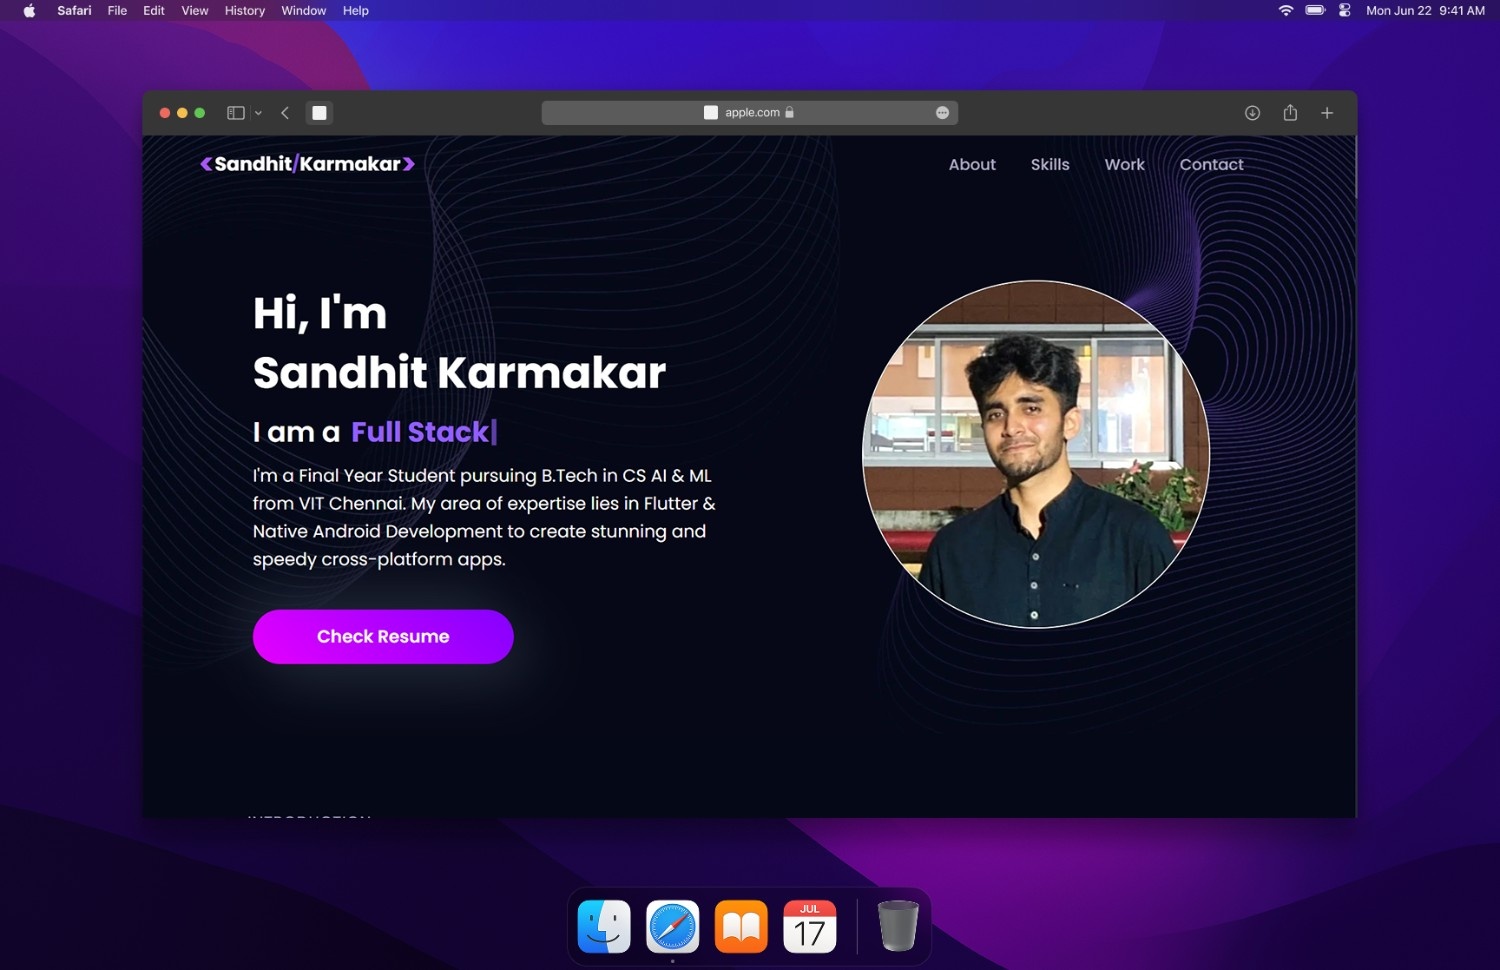 Safari File Edit View History Window Help
Mon Jun 22 9:41 AM
apple.com
<Sandhit/Karmakar>
About Skills Work Contact
Hi, I'm
Sandhit Karmakar
I am a Full Stack|
I'm a Final Year Student pursuing B.Tech in CS AI & ML
from VIT Chennai. My area of expertise lies in Flutter &
Native Android Development to create stunning and
speedy cross-platform apps.
Check Resume
INTRODUCTION
JUL
17